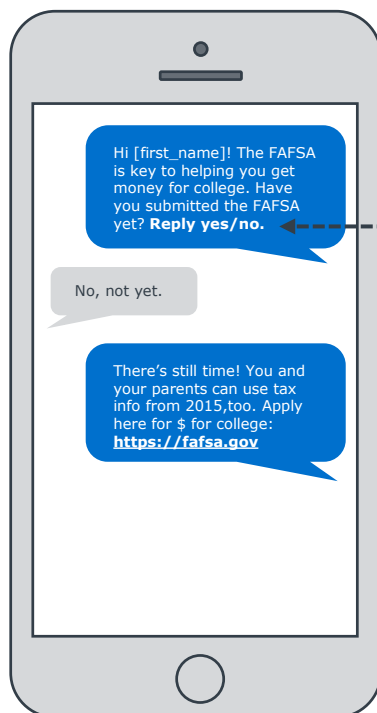 Hi [first_name]! The FAFSA
is key to helping you get
money for college. Have
you submitted the FAFSA
yet? Reply yes/no.
No, not yet.
There’s still time! You and
your parents can use tax
info from 2015,too. Apply
here for $ for college:
https://fafsa.gov